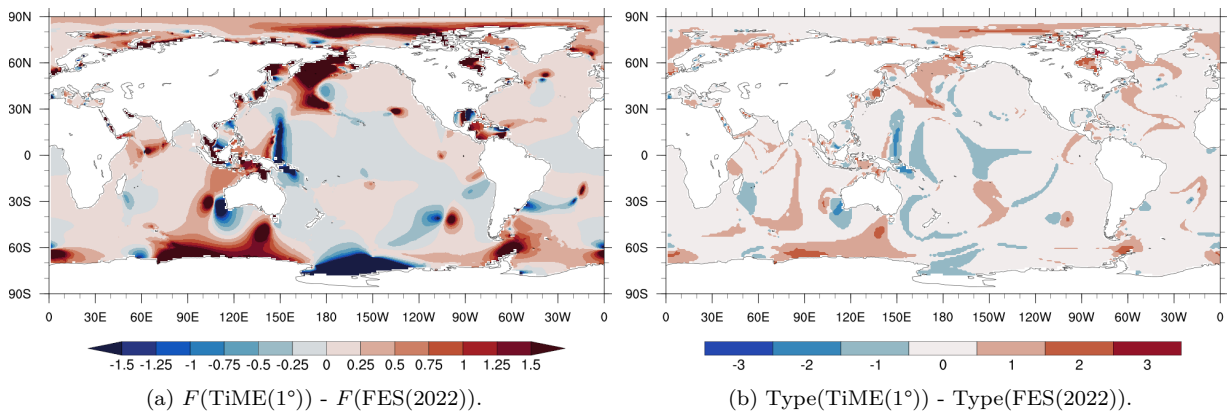 90N
60N
30N
0
30S
60S
90S
0 30E 60E 90E 120E 150E 180E 150W 120W 90W 60W 30W 0
-1.5 -1.25 -1 -0.75 -0.5 -0.25 0 0.25 0.5 0.75 1 1.25 1.5
(a) F(TiME(1°)) - F(FES(2022)).
90N
60N
30N
0
30S
60S
90S
0 30E 60E 90E 120E 150E 180E 150W 120W 90W 60W 30W 0
-3 -2 -1 0 1 2 3
(b) Type(TiME(1°)) - Type(FES(2022)).